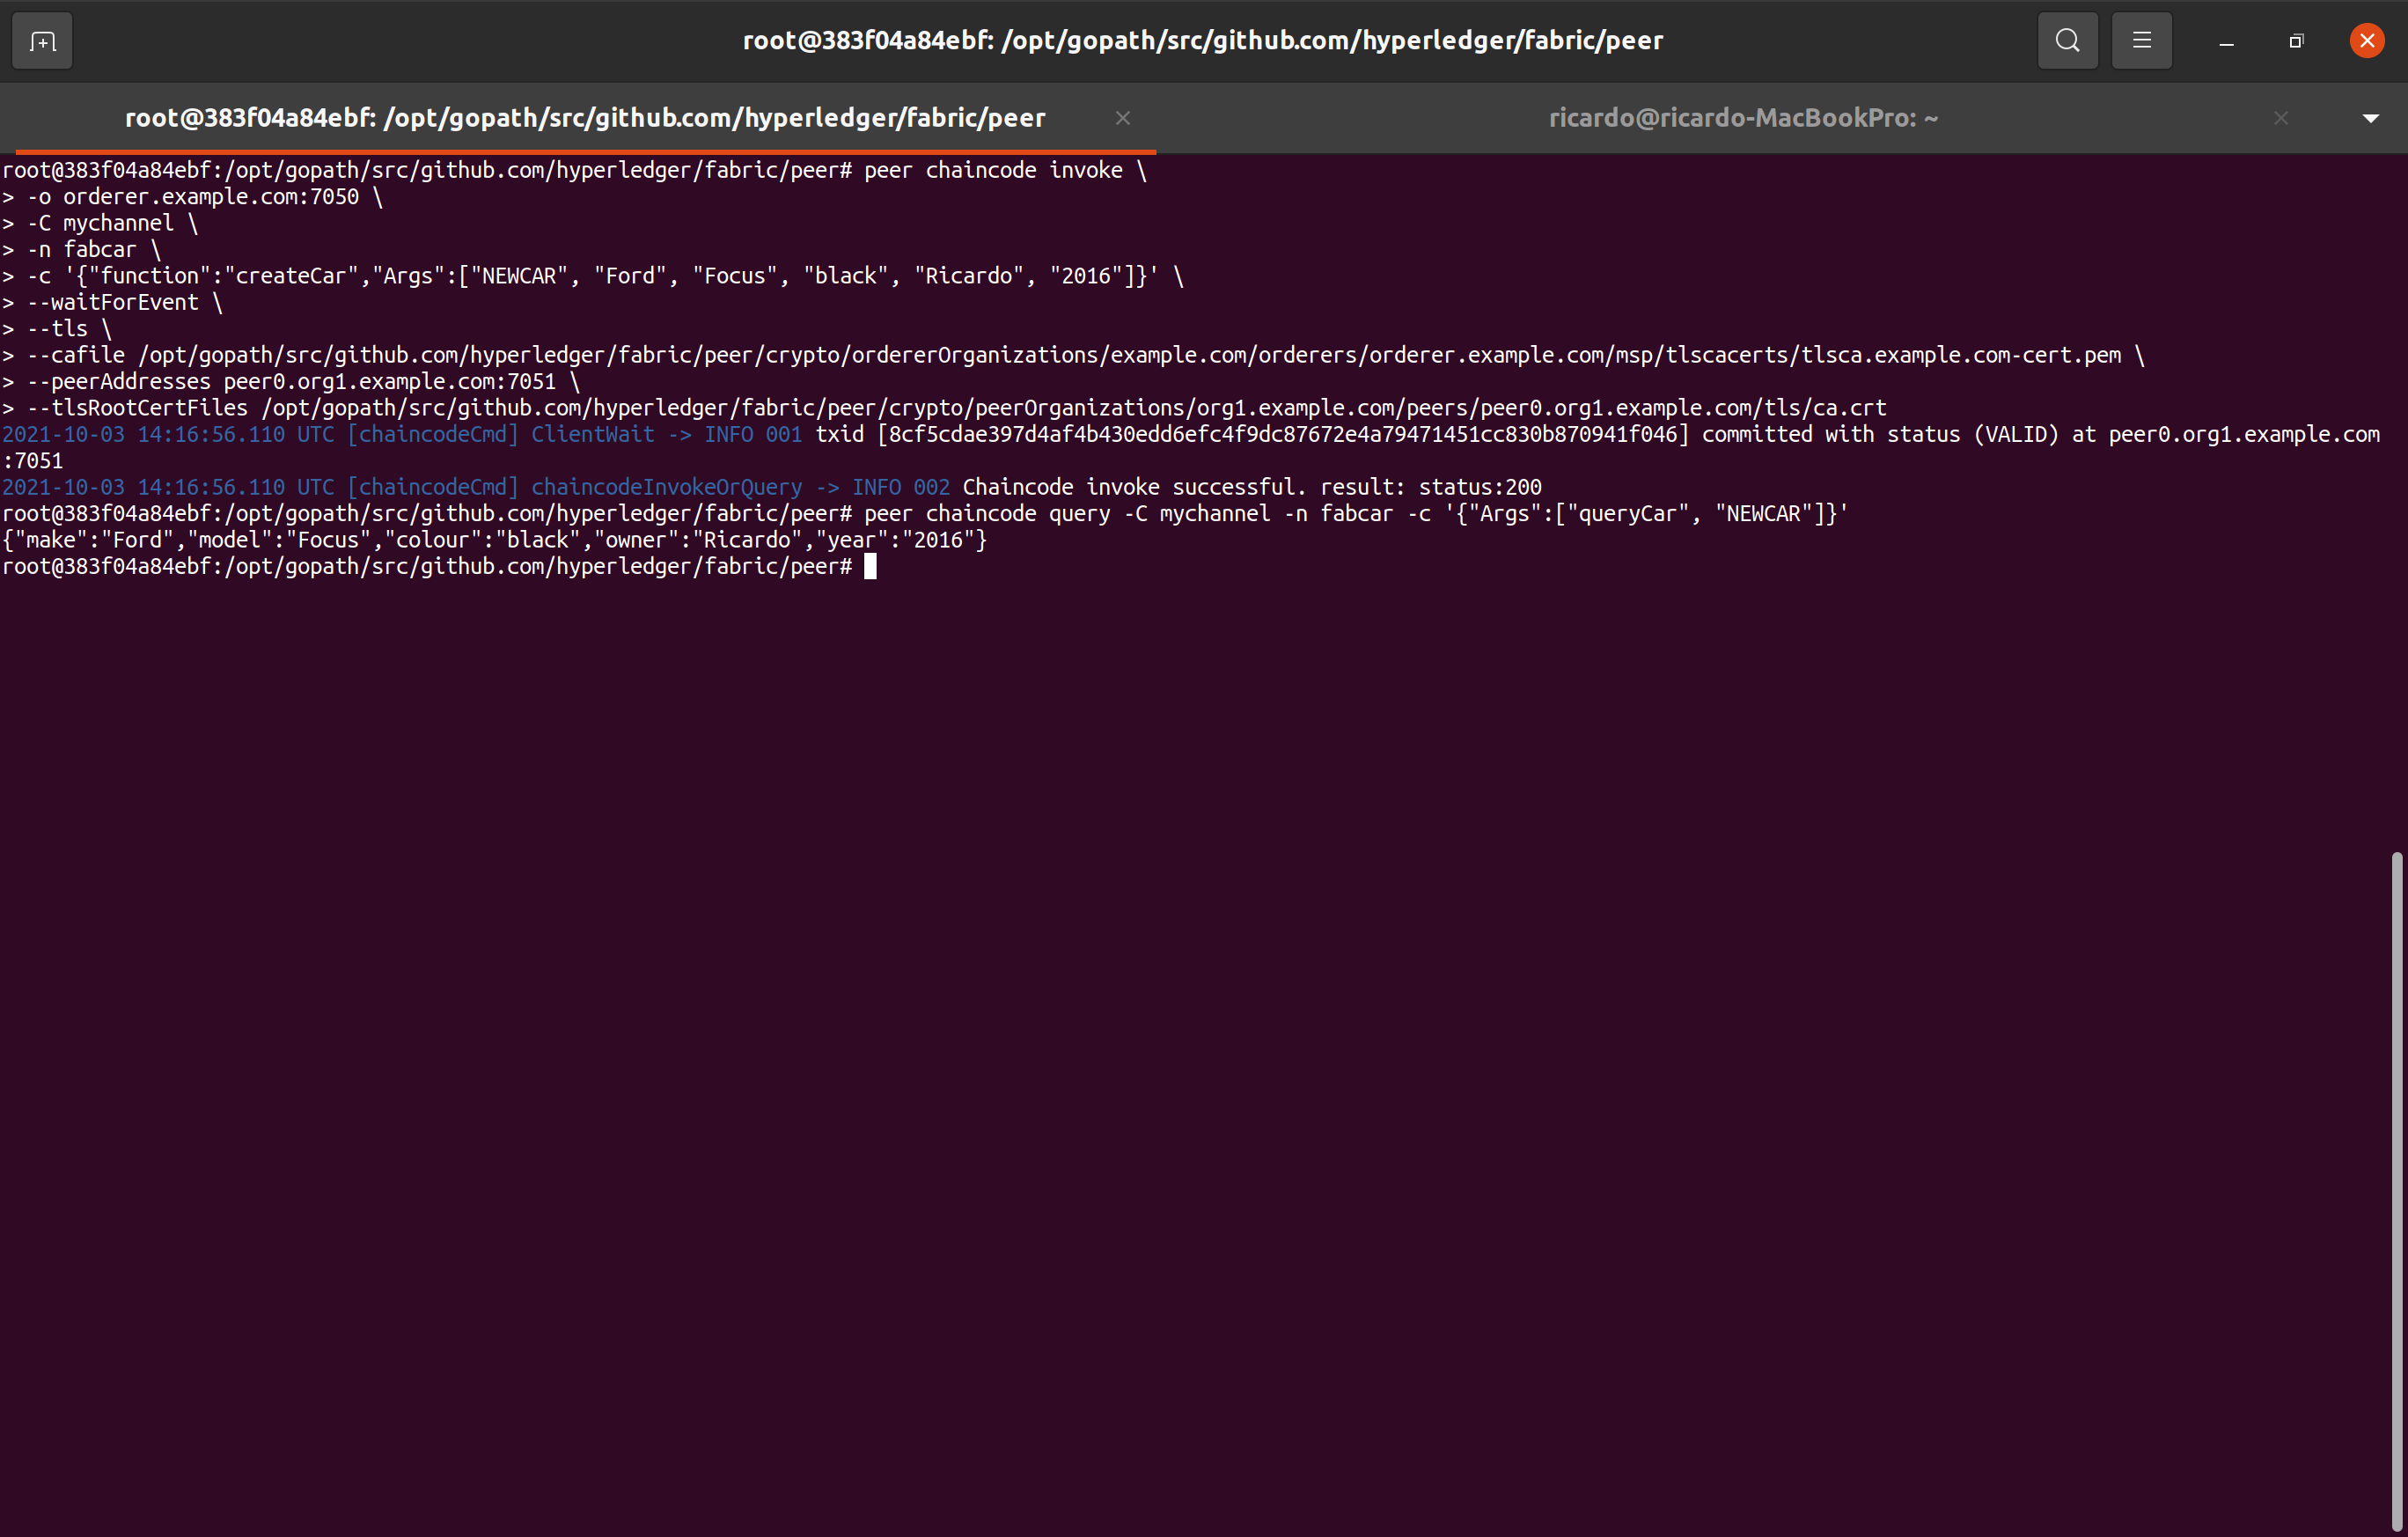 root@383f04a84ebf: /opt/gopath/src/github.com/hyperledger/fabric/peer
root@383f04a84ebf: /opt/gopath/src/github.com/hyperledger/fabric/peer
ricardo@ricardo-MacBookPro: ~
root@383f04a84ebf:/opt/gopath/src/github.com/hyperledger/fabric/peer# peer chaincode invoke \
> -o orderer.example.com:7050 \
> -C mychannel \
> -n fabcar \
> -c '{"function":"createCar","Args":["NEWCAR", "Ford", "Focus", "black", "Ricardo", "2016"]}' \
> --waitForEvent \
> --tls \
> --cafile /opt/gopath/src/github.com/hyperledger/fabric/peer/crypto/ordererOrganizations/example.com/orderers/orderer.example.com/msp/tlscacerts/tlsca.example.com-cert.pem \
> --peerAddresses peer0.org1.example.com:7051 \
> --tlsRootCertFiles /opt/gopath/src/github.com/hyperledger/fabric/peer/crypto/peerOrganizations/org1.example.com/peers/peer0.org1.example.com/tls/ca.crt
2021-10-03 14:16:56.110 UTC [chaincodeCmd] ClientWait -> INFO 001 txid [8cf5cdae397d4af4b430edd6efc4f9dc87672e4a79471451cc830b870941f046] committed with status (VALID) at peer0.org1.example.com
:7051
2021-10-03 14:16:56.110 UTC [chaincodeCmd] chaincodeInvokeOrQuery -> INFO 002 Chaincode invoke successful. result: status:200
root@383f04a84ebf:/opt/gopath/src/github.com/hyperledger/fabric/peer# peer chaincode query -C mychannel -n fabcar -c '{"Args":["queryCar", "NEWCAR"]}'
{"make":"Ford","model":"Focus","colour":"black","owner":"Ricardo","year":"2016"}
root@383f04a84ebf:/opt/gopath/src/github.com/hyperledger/fabric/peer#